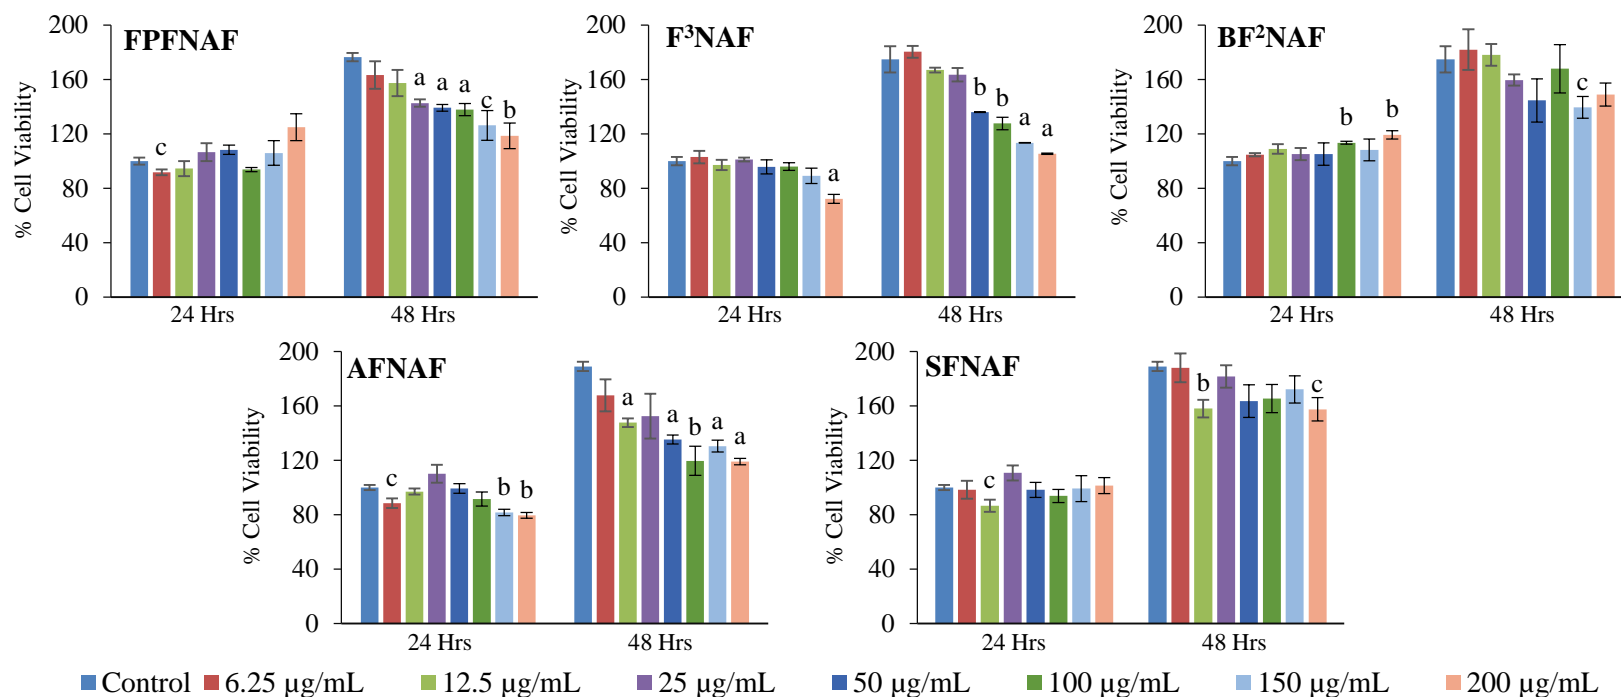 FPFNAF
% Cell Viability
200
160
120
80
40
0
c
a
a
a
c
b
24 Hrs
48 Hrs
F³NAF
% Cell Viability
200
160
120
80
40
0
a
b
b
a
a
24 Hrs
48 Hrs
BF²NAF
% Cell Viability
200
160
120
80
40
0
b
b
c
24 Hrs
48 Hrs
AFNAF
% Cell Viability
200
160
120
80
40
0
c
b
b
a
a
b
a
a
24 Hrs
48 Hrs
SFNAF
% Cell Viability
200
160
120
80
40
0
c
b
c
24 Hrs
48 Hrs
Control 6.25 µg/mL 12.5 µg/mL 25 µg/mL 50 µg/mL 100 µg/mL 150 µg/mL 200 µg/mL